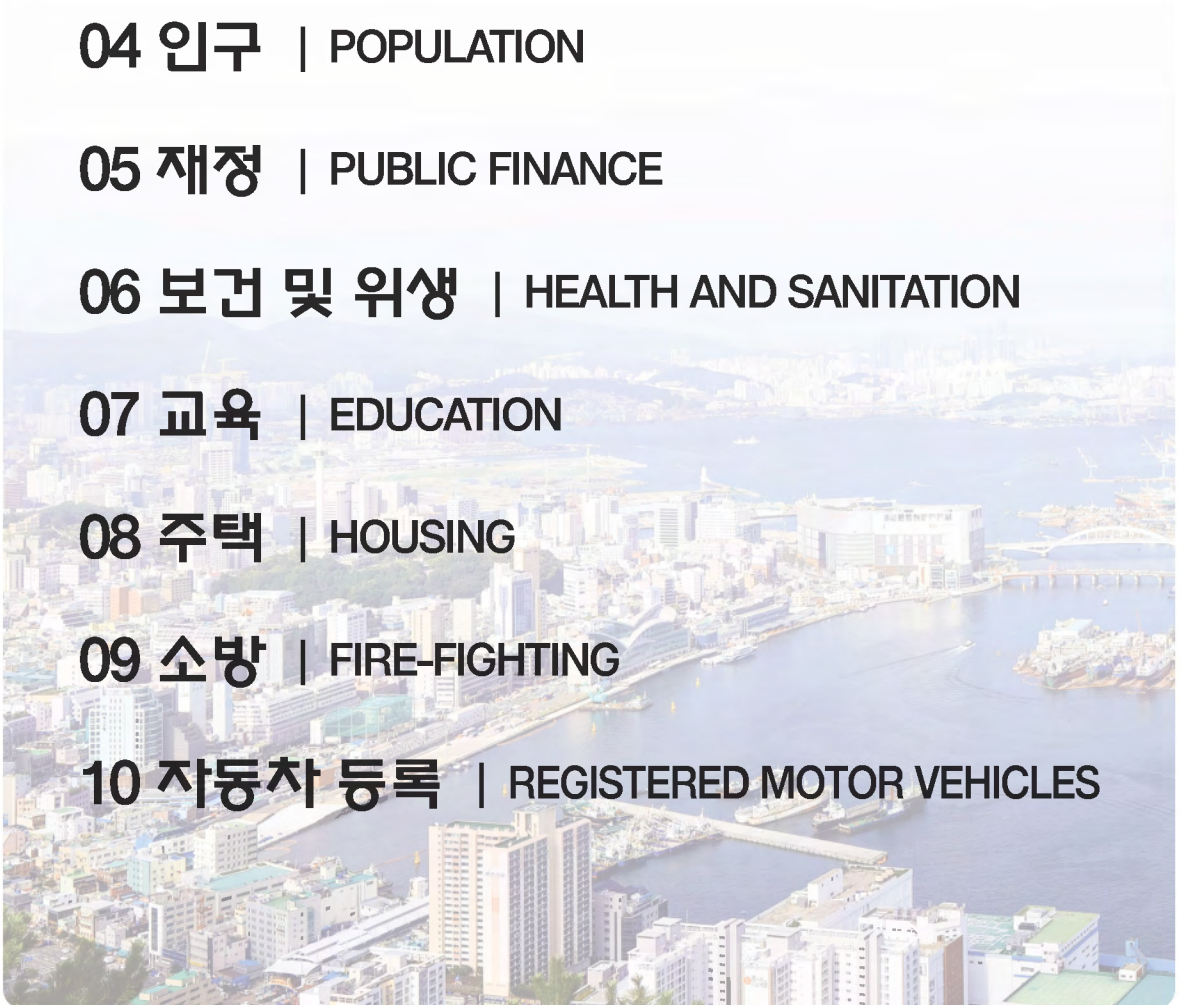 04 인구 | POPULATION
05 재정 | PUBLIC FINANCE
06 보건 및 위생 | HEALTH AND SANITATION
07 교육 | EDUCATION
08 주택 | HOUSING
09 소방 | FIRE-FIGHTING
10 자동차 등록 | REGISTERED MOTOR VEHICLES